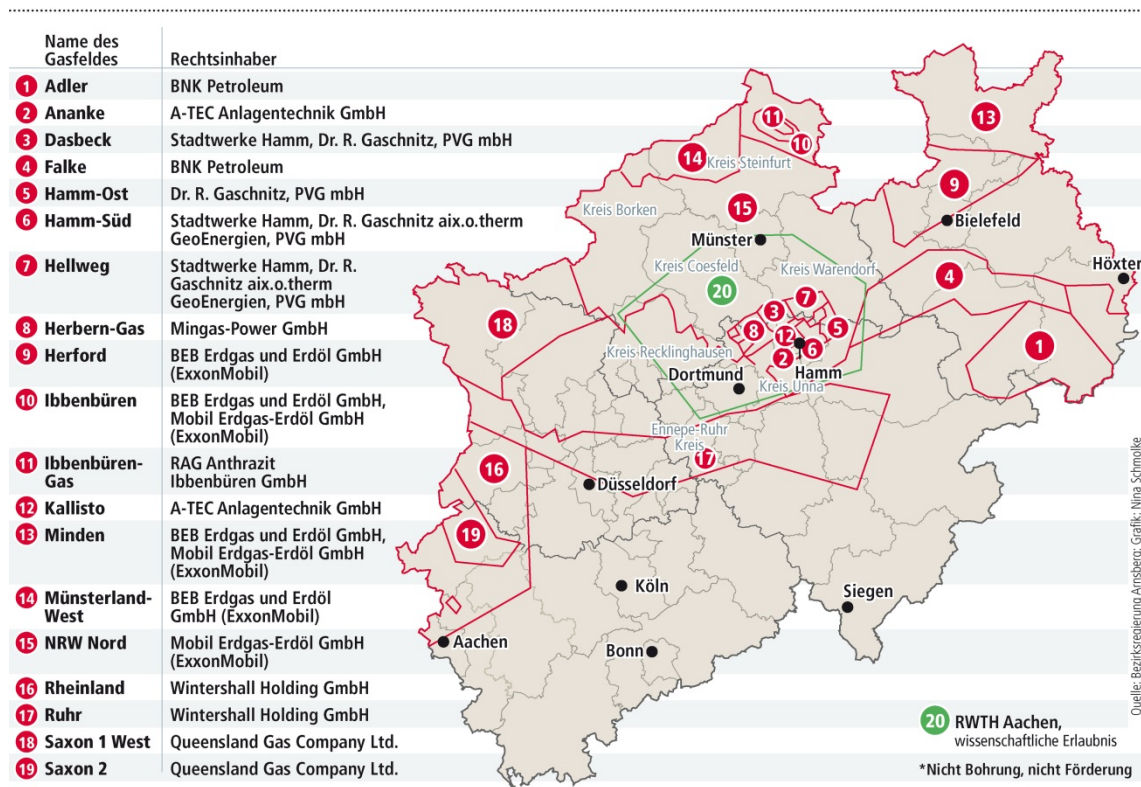 Name des
Gasfeldes
Rechtsinhaber
1 Adler BNK Petroleum
2 Ananke A-TEC Anlagentechnik GmbH
3 Dasbeck Stadtwerke Hamm, Dr. R. Gaschnitz, PVG mbH
4 Falke BNK Petroleum
5 Hamm-Ost Dr. R. Gaschnitz, PVG mbH
6 Hamm-Süd Stadtwerke Hamm, Dr. R. Gaschnitz aix.o.therm
GeoEnergien, PVG mbH
7 Hellweg Stadtwerke Hamm, Dr. R.
Gaschnitz aix.o.therm
GeoEnergien, PVG mbH
8 Herbern-Gas Mingas-Power GmbH
9 Herford BEB Erdgas und Erdöl GmbH
(ExxonMobil)
10 Ibbenbüren BEB Erdgas und Erdöl GmbH,
Mobil Erdgas-Erdöl GmbH
(ExxonMobil)
11 Ibbenbüren- RAG Anthrazit
Gas Ibbenbüren GmbH
12 Kallisto A-TEC Anlagentechnik GmbH
13 Minden BEB Erdgas und Erdöl GmbH,
Mobil Erdgas-Erdöl GmbH
(ExxonMobil)
14 Münsterland- BEB Erdgas und Erdöl
West GmbH (ExxonMobil)
15 NRW Nord Mobil Erdgas-Erdöl GmbH
(ExxonMobil)
16 Rheinland Wintershall Holding GmbH
17 Ruhr Wintershall Holding GmbH
18 Saxon 1 West Queensland Gas Company Ltd.
19 Saxon 2 Queensland Gas Company Ltd.
11
13
10
14
Kreis Steinfurt
9
Kreis Borken
15
Bielefeld
Münster
Kreis Coesfeld
Kreis Warendorf
Höxter
4
20
7
18
3
8
12
5
6
1
Kreis Recklinghausen
2
Hamm
Dortmund
Kreis Unna
Ennepe-Ruhr
Kreis
17
16
Düsseldorf
19
Köln
Siegen
Aachen
Bonn
20 RWTH Aachen,
wissenschaftliche Erlaubnis
*Nicht Bohrung, nicht Förderung
Quelle: Bezirksregierung Arnsberg; Grafik: Nina Schmolke